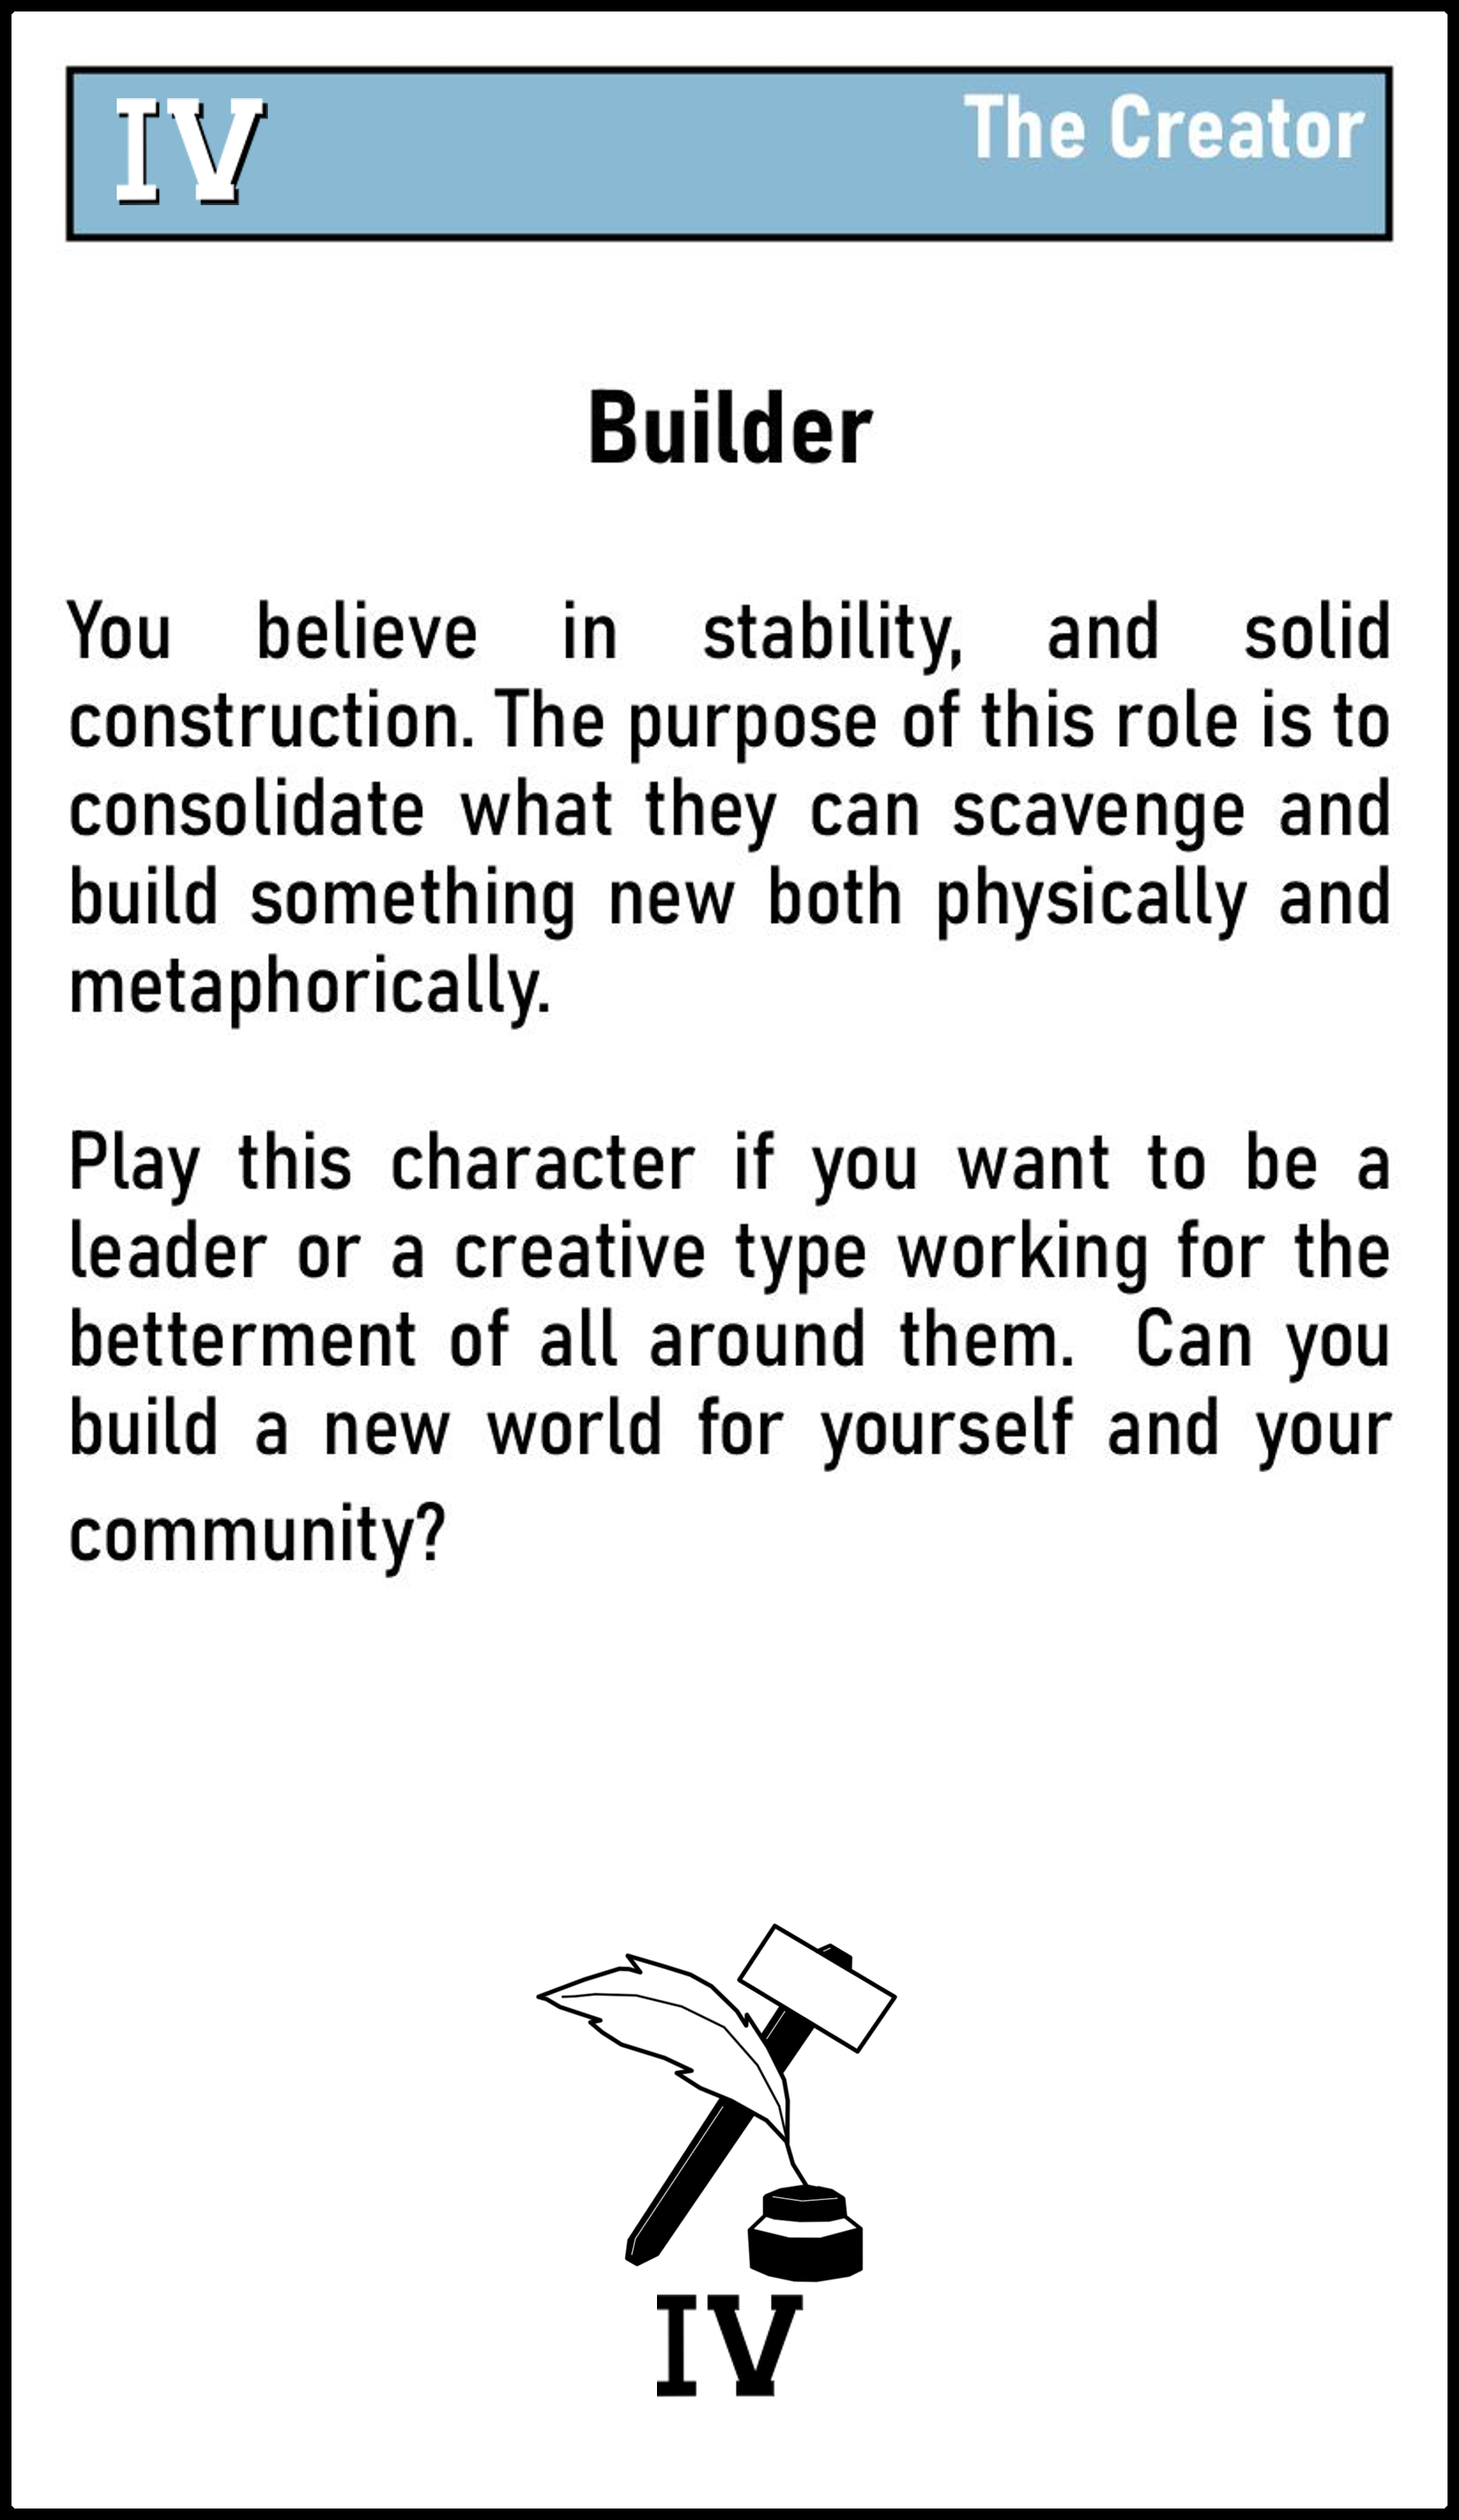 IV
The Creator
Builder
You believe in stability, and solid
construction. The purpose of this role is to
consolidate what they can scavenge and
build something new both physically and
metaphorically.
Play this character if you want to be a
leader or a creative type working for the
betterment of all around them.  Can you
build a new world for yourself and your
community?
IV